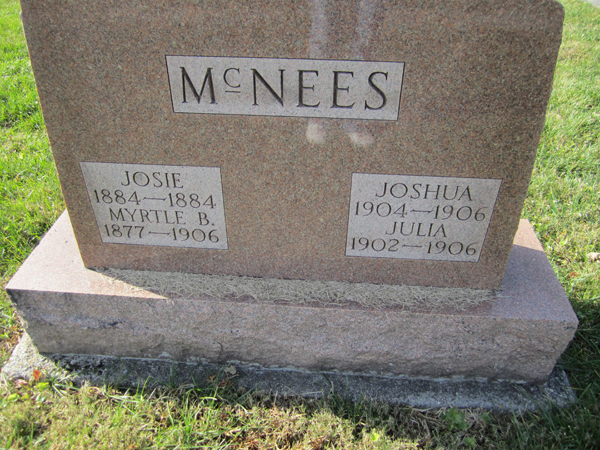 McNEES
JOSIE
1884—1884
MYRTLE B.
1877—1906
JOSHUA
1904—1906
JULIA
1902—1906